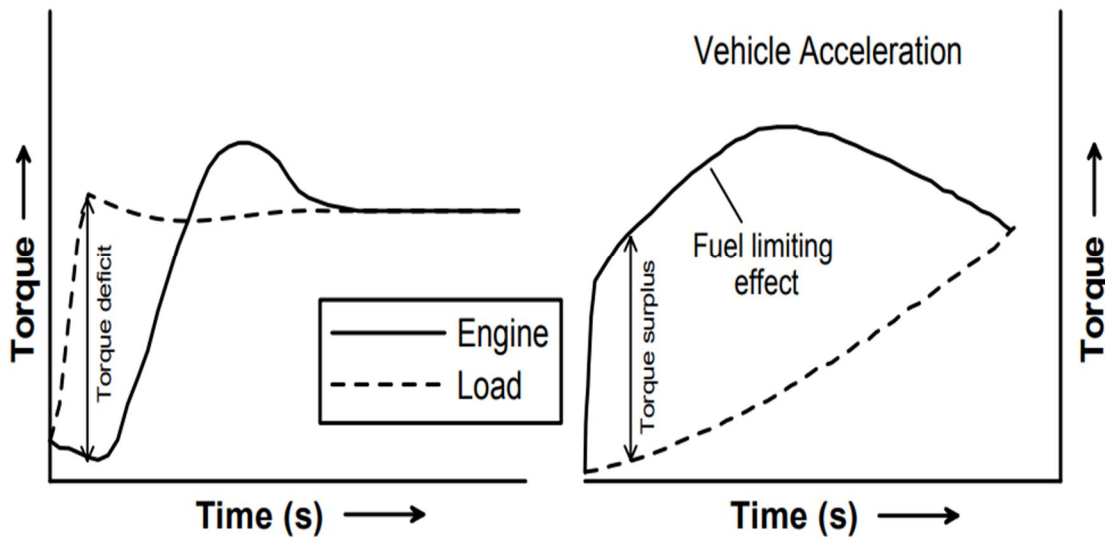 Vehicle Acceleration
Torque
Torque deficit
Engine
Load
Time (s)
Fuel limiting
effect
Torque surplus
Torque
Time (s)